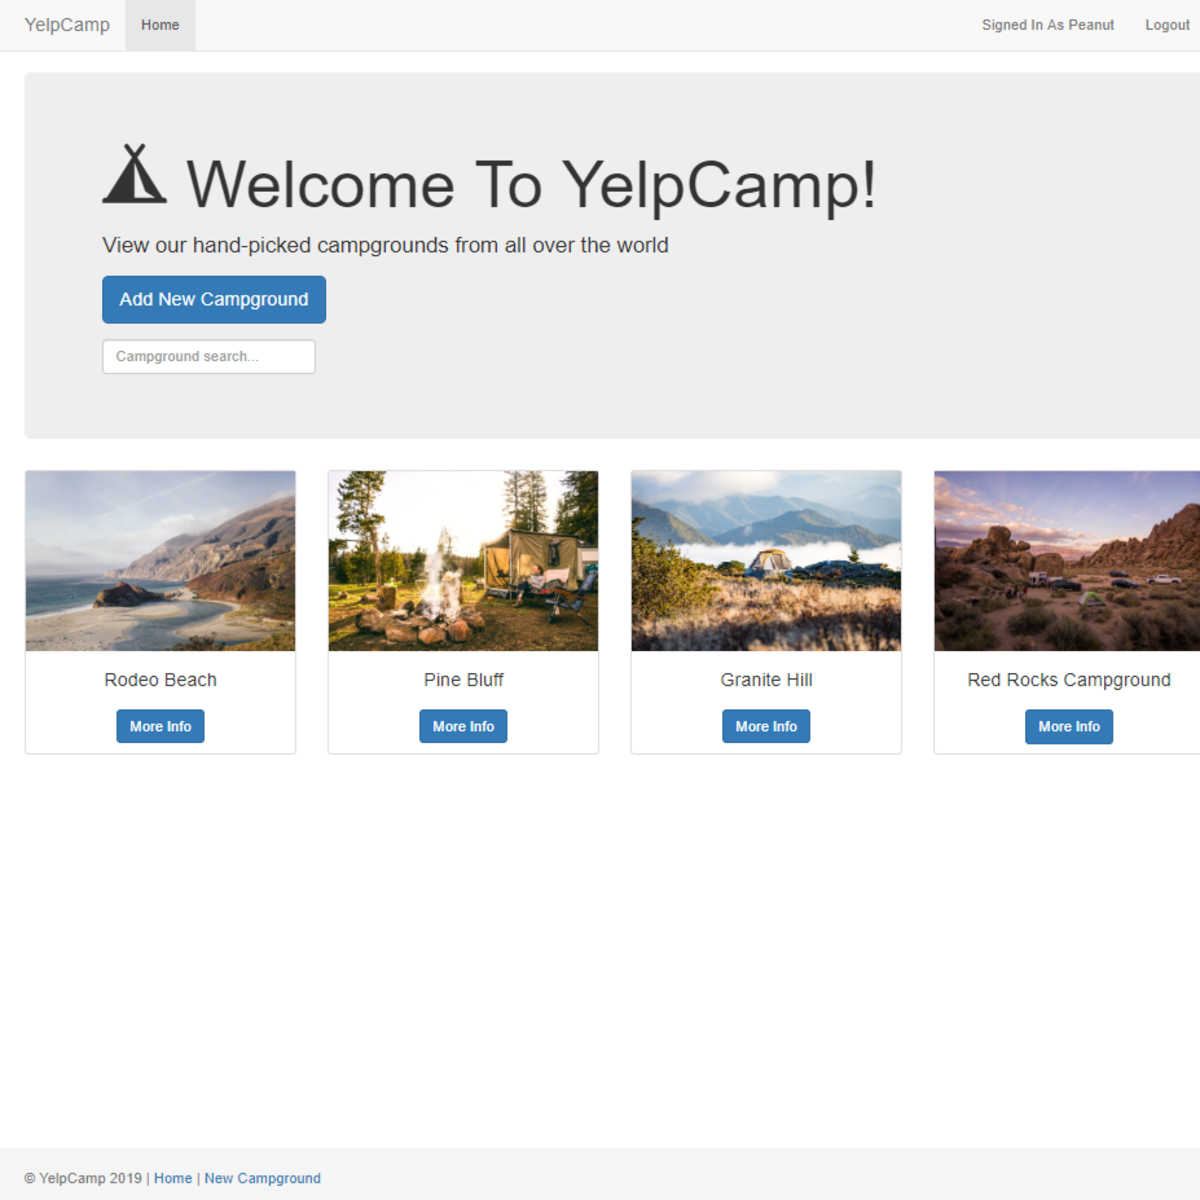 YelpCamp Home Signed In As Peanut Logout
Welcome To YelpCamp!
View our hand-picked campgrounds from all over the world
Add New Campground
Campground search...
Rodeo Beach
More Info
Pine Bluff
More Info
Granite Hill
More Info
Red Rocks Campground
More Info
© YelpCamp 2019 | Home | New Campground